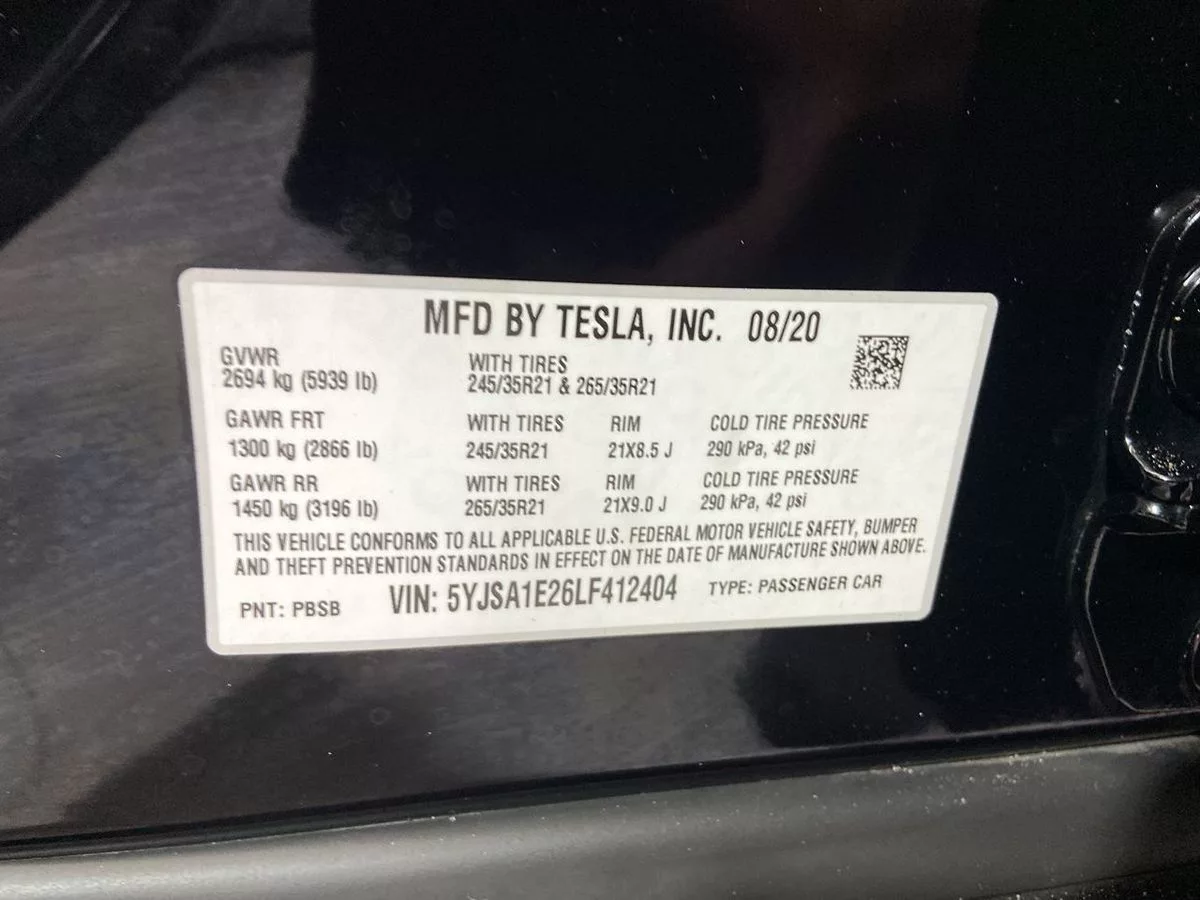 MFD BY TESLA, INC. 08/20
GVWR WITH TIRES
2694 kg (5939 lb) 245/35R21 & 265/35R21
GAWR FRT WITH TIRES RIM COLD TIRE PRESSURE
1300 kg (2866 lb) 245/35R21 21X8.5 J 290 kPa, 42 psi
GAWR RR WITH TIRES RIM COLD TIRE PRESSURE
1450 kg (3196 lb) 265/35R21 21X9.0 J 290 kPa, 42 psi
THIS VEHICLE CONFORMS TO ALL APPLICABLE U.S. FEDERAL MOTOR VEHICLE SAFETY, BUMPER
AND THEFT PREVENTION STANDARDS IN EFFECT ON THE DATE OF MANUFACTURE SHOWN ABOVE.
PNT: PBSB VIN: 5YJSA1E26LF412404 TYPE: PASSENGER CAR